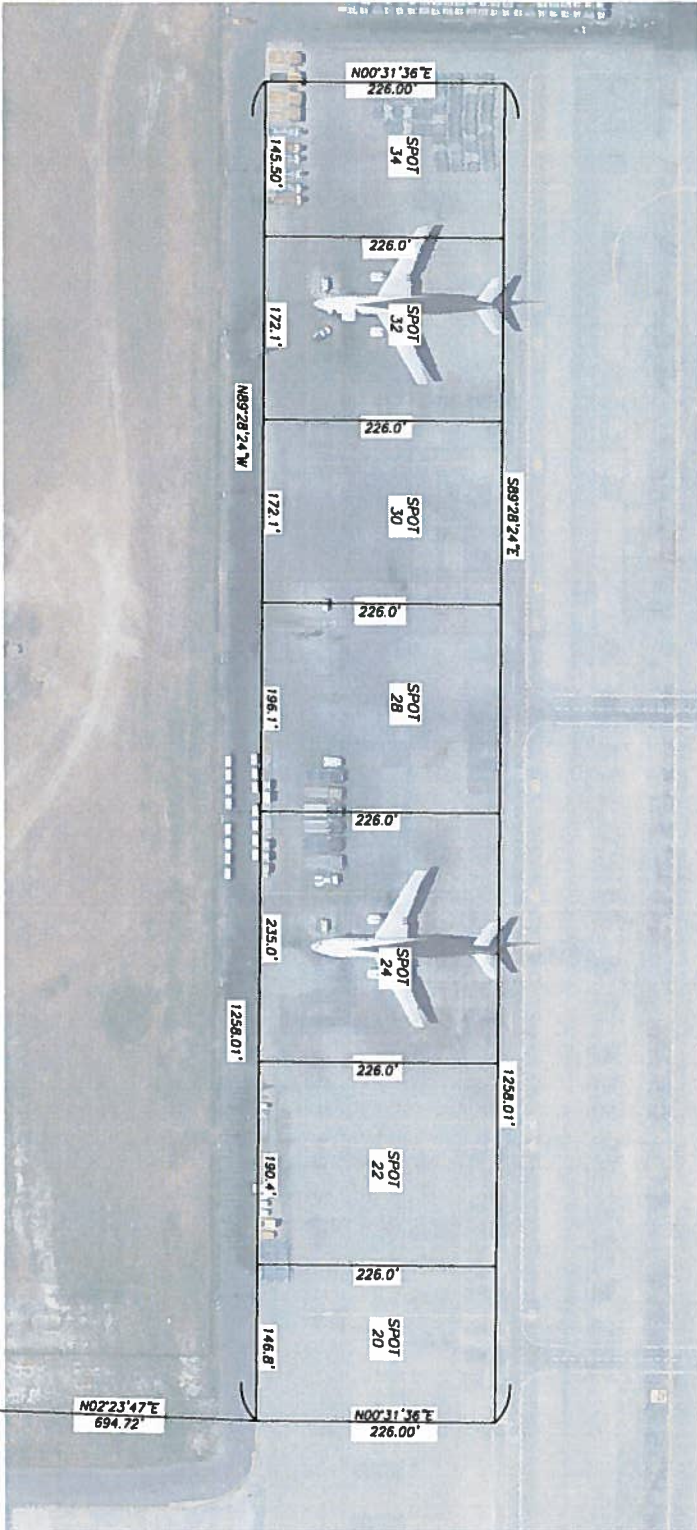 N00°31'36"E
226.00'
SPOT
34
145.50'
226.0'
SPOT
32
172.1'
226.0'
N89°28'24"W
S89°28'24"E
SPOT
30
172.1'
226.0'
SPOT
28
196.1'
226.0'
SPOT
24
235.0'
1258.01'
226.0'
1258.01'
SPOT
22
190.4'
226.0'
SPOT
20
146.8'
N02°23'47"E
694.72'
N00°31'36"E
226.00'